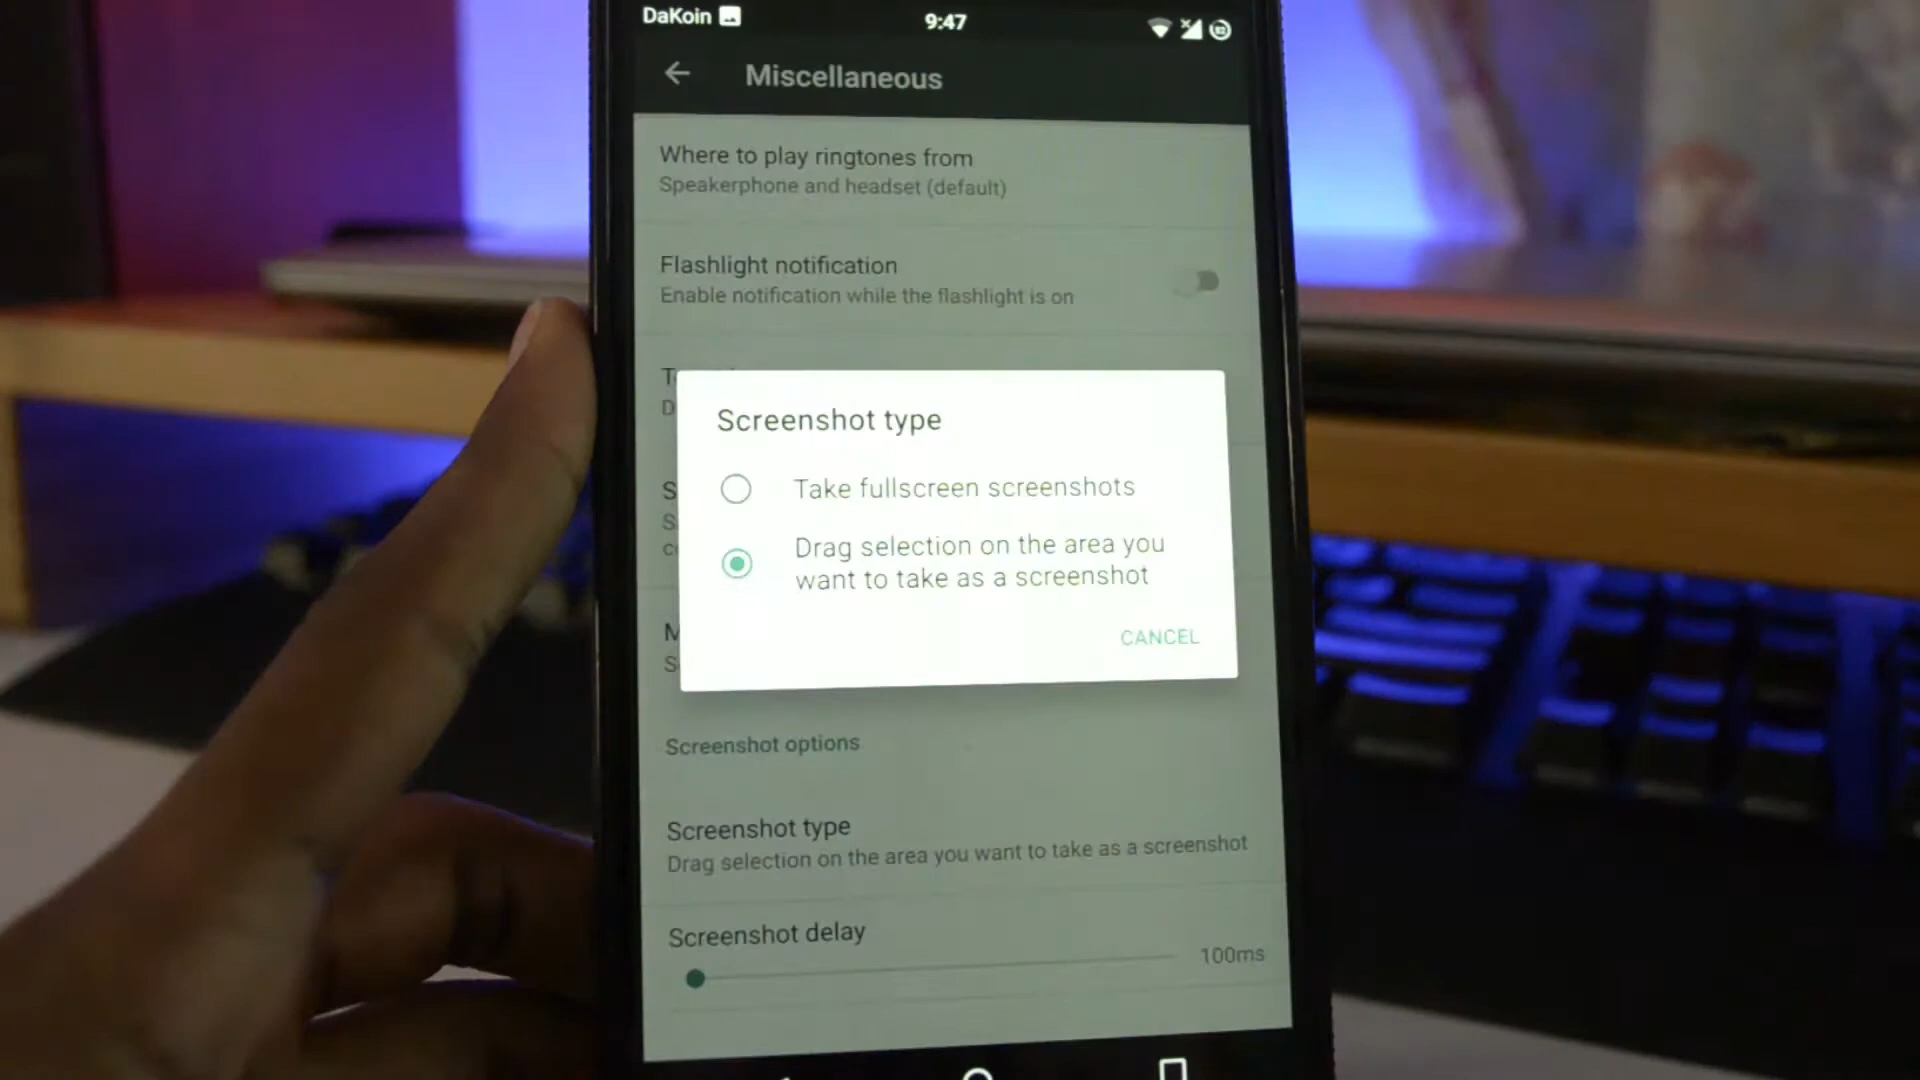 DaKoin
9:47
Miscellaneous
Where to play ringtones from
Speakerphone and headset (default)
Flashlight notification
Enable notification while the flashlight is on
Screenshot type
Take fullscreen screenshots
Drag selection on the area you
want to take as a screenshot
CANCEL
Screenshot options
Screenshot type
Drag selection on the area you want to take as a screenshot
Screenshot delay
100ms